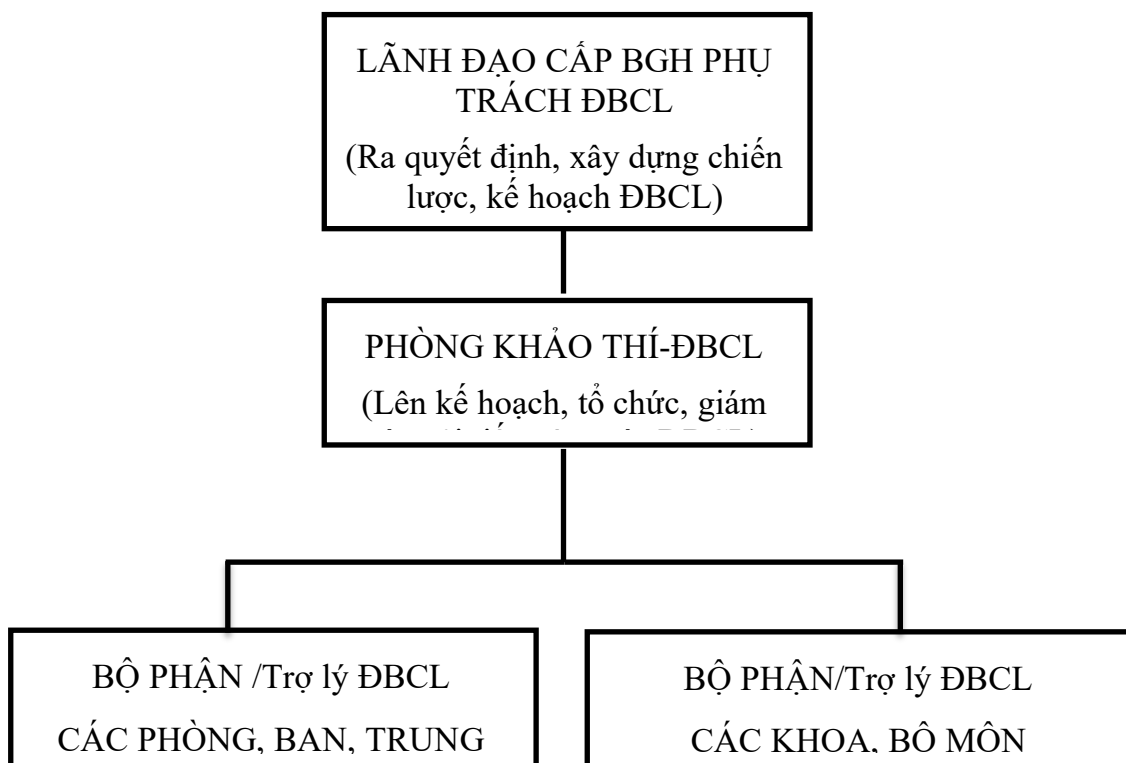 LÃNH ĐẠO CẤP BGH PHỤ
TRÁCH ĐBCL
(Ra quyết định, xây dựng chiến
lược, kế hoạch ĐBCL)
PHÒNG KHẢO THÍ-ĐBCL
(Lên kế hoạch, tổ chức, giám
BỘ PHẬN /Trợ lý ĐBCL
CÁC PHÒNG, BAN, TRUNG
BỘ PHẬN/Trợ lý ĐBCL
CÁC KHOA, BỘ MÔN